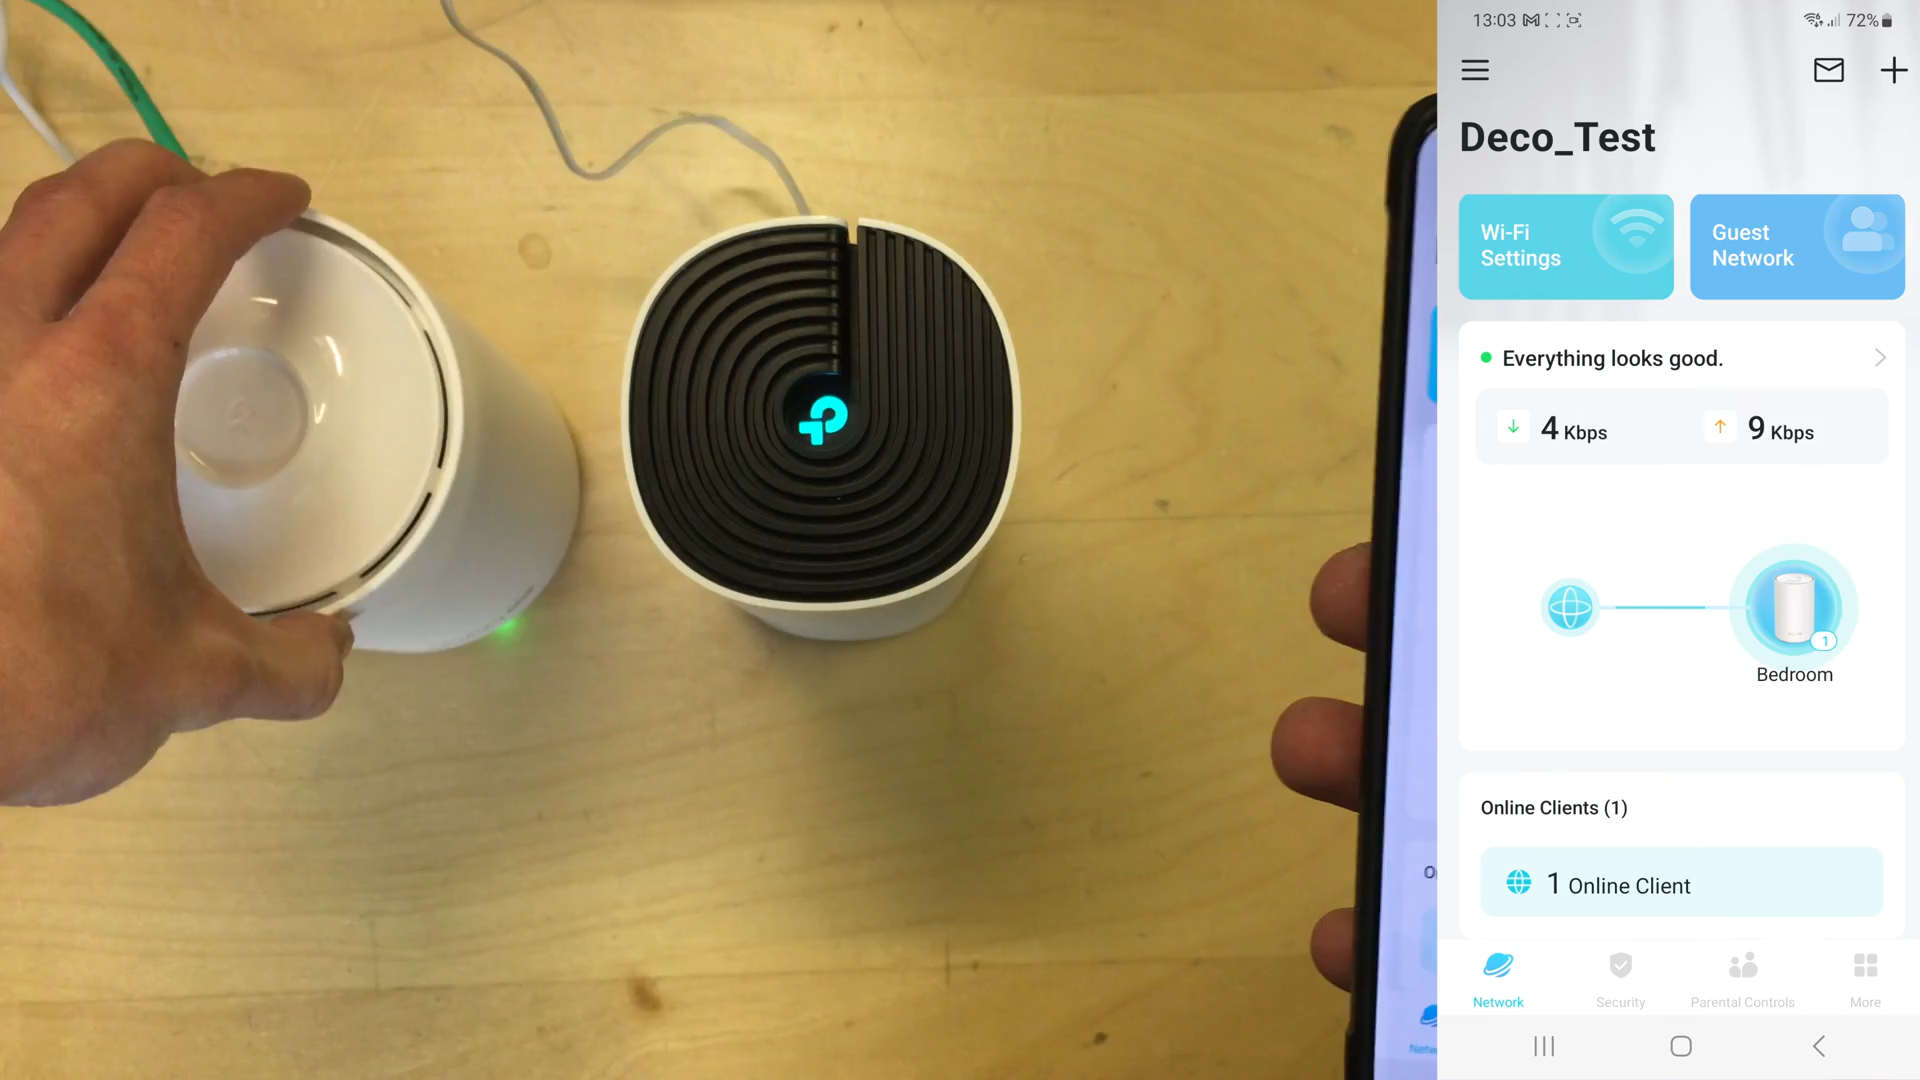 13:03
72%
Deco_Test
Wi-Fi
Settings
Guest
Network
Everything looks good.
4 Kbps
9 Kbps
1
Bedroom
Online Clients (1)
1 Online Client
Network
Security
Parental Controls
More